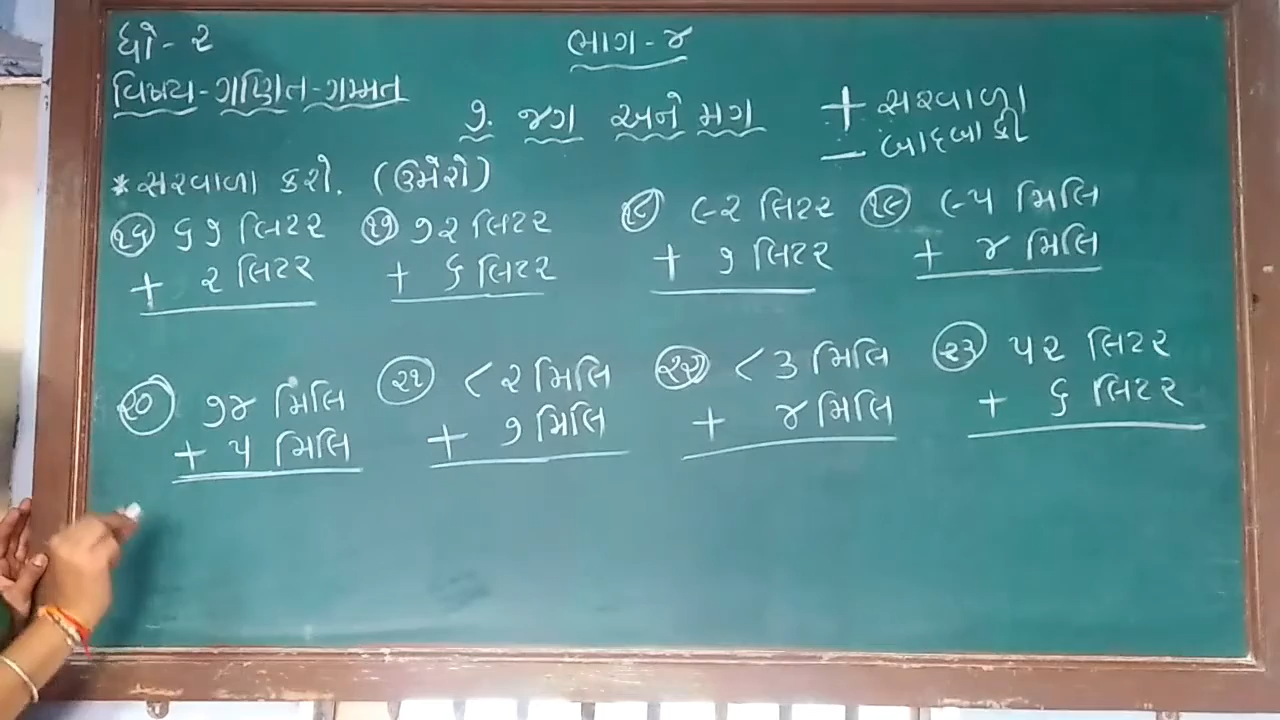 ધો - ૨
ભાગ - ૪
વિષય - ગણિત - ગમ્મત
૭. જગ અને મગ
+ સરવાળા
- બાદબાકી
* સરવાળા કરો. (ઉમેરો)
૧૬ ૬૭ લિટર ૧૭ ૭૨ લિટર ૧૮ ૯૨ લિટર ૧૯ ૯૫ મિલિ
+ ૨ લિટર + ૬ લિટર + ૭ લિટર + ૪ મિલિ
૨૦ ૭૪ મિલિ ૨૧ ૮૨ મિલિ ૨૨ ૮૩ મિલિ ૨૩ ૫૨ લિટર
+ ૫ મિલિ + ૭ મિલિ + ૪ મિલિ + ૬ લિટર